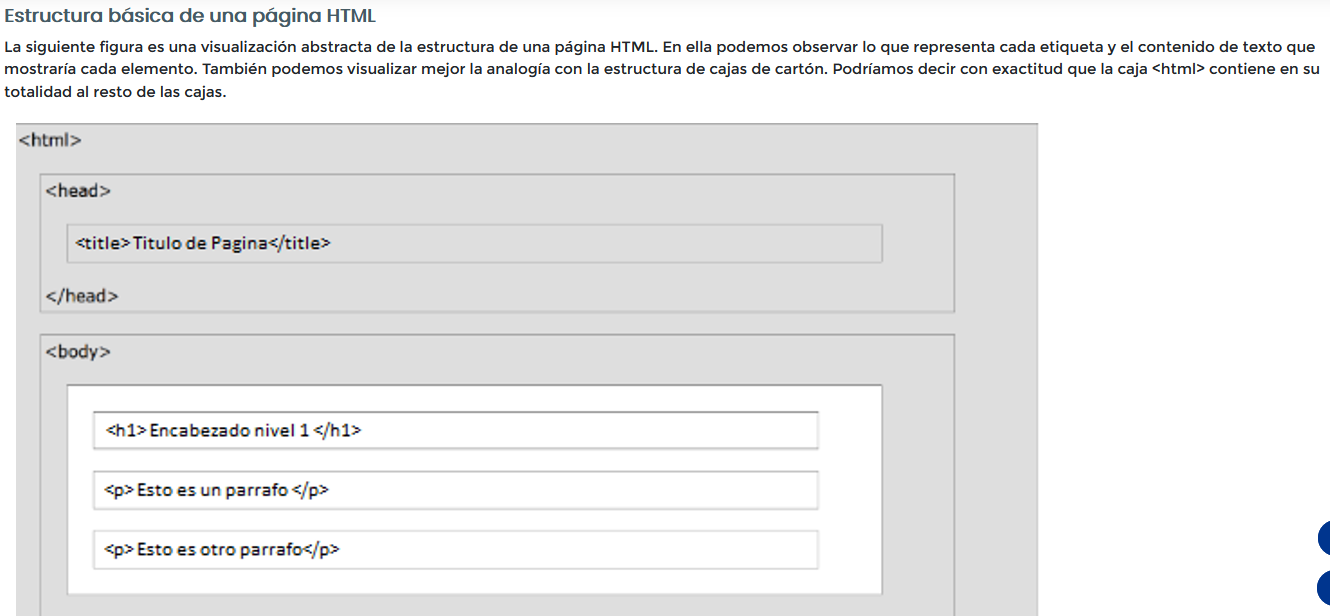 Estructura básica de una página HTML
La siguiente figura es una visualización abstracta de la estructura de una página HTML. En ella podemos observar lo que representa cada etiqueta y el contenido de texto que
mostraría cada elemento. También podemos visualizar mejor la analogía con la estructura de cajas de cartón. Podríamos decir con exactitud que la caja <html> contiene en su
totalidad al resto de las cajas.
<html>
<head>
<title>Titulo de Pagina</title>
</head>
<body>
<h1> Encabezado nivel 1 </h1>
<p> Esto es un parrafo </p>
<p> Esto es otro parrafo</p>